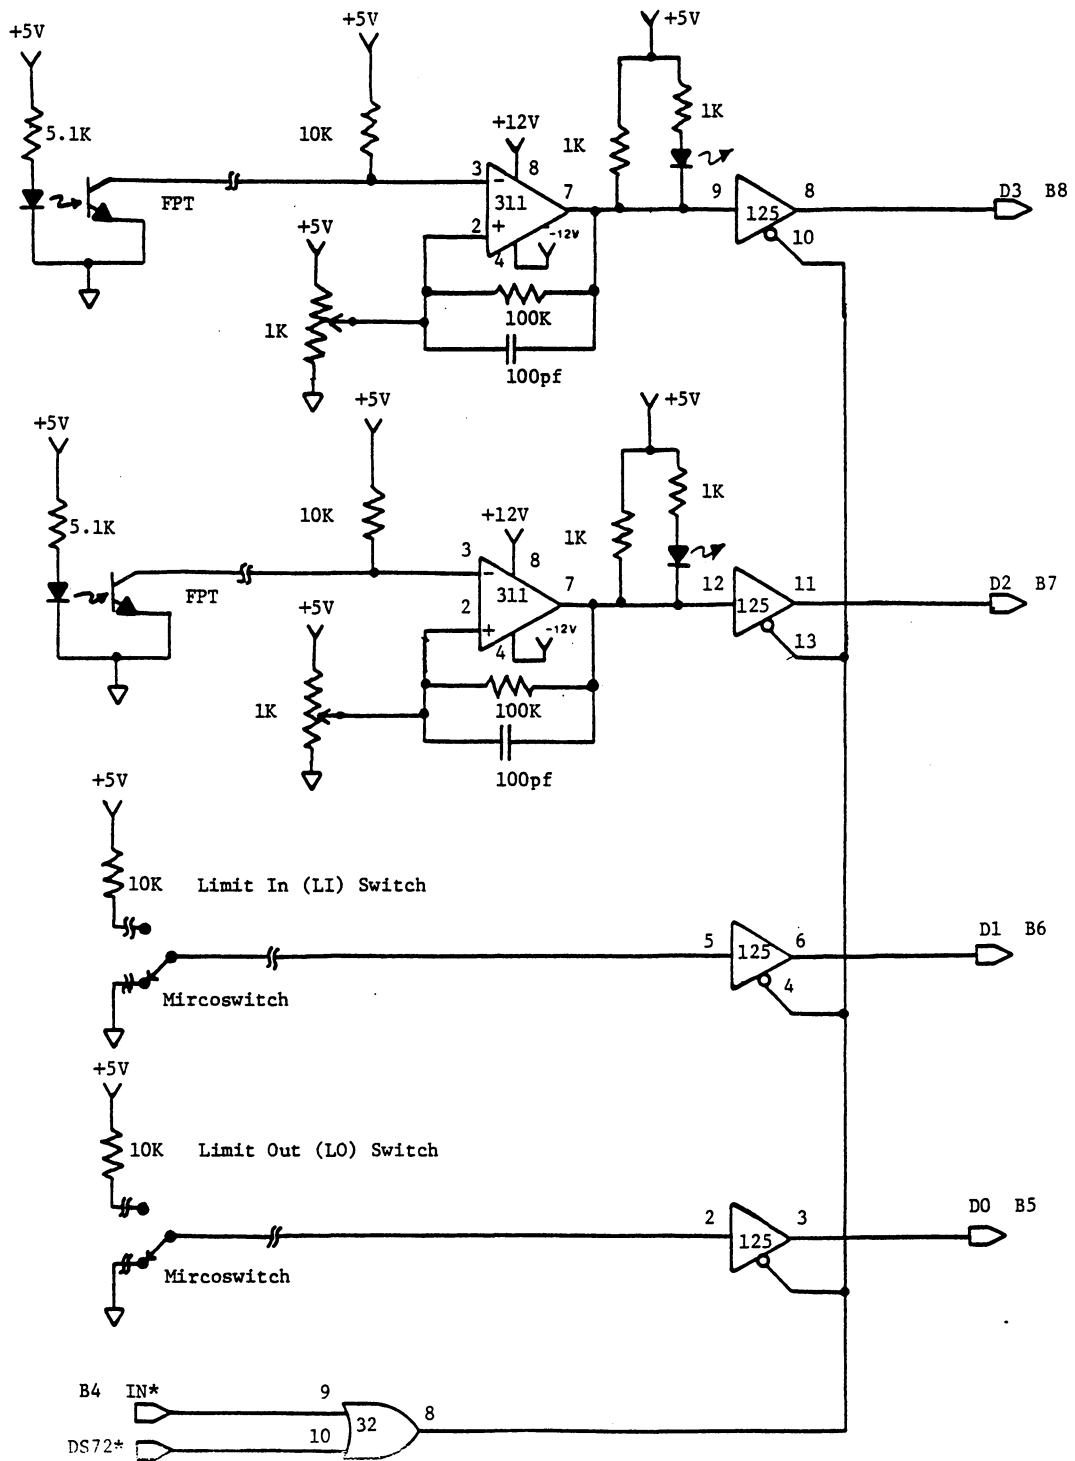 +5V
5.1K
FPT
+5V
10K
+12V
3
8
-
311
7
2
+
4
-12V
100K
100pf
+5V
1K
+5V
1K
1K
9
125
8
10
D3 B8
+5V
5.1K
FPT
+5V
10K
+12V
3
8
-
311
7
2
+
4
-12V
100K
100pf
+5V
1K
+5V
1K
1K
12
125
11
13
D2 B7
+5V
10K
Limit In (LI) Switch
Mircoswitch
5
125
6
4
D1 B6
+5V
10K
Limit Out (LO) Switch
Mircoswitch
2
125
3
D0 B5
B4 IN*
9
32
8
DS72*
10